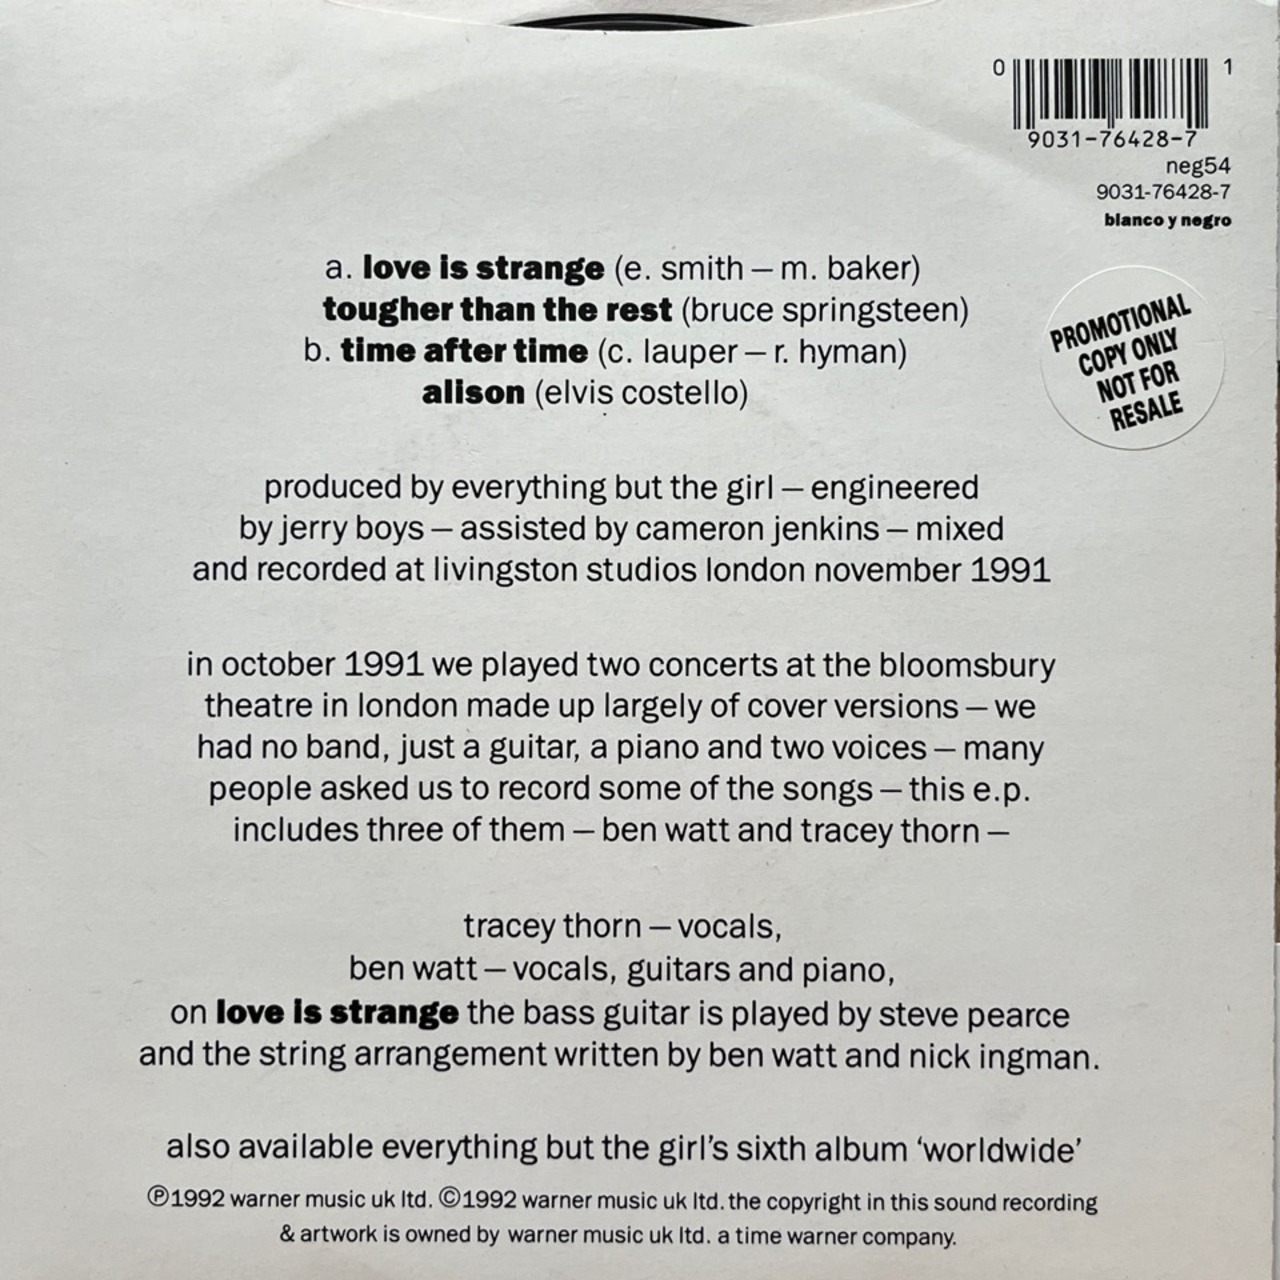 0 1
9031-76428-7
neg54
9031-76428-7
blanco y negro
a. love is strange (e. smith – m. baker)
tougher than the rest (bruce springsteen)
b. time after time (c. lauper – r. hyman)
alison (elvis costello)
PROMOTIONAL
COPY ONLY
NOT FOR
RESALE
produced by everything but the girl – engineered
by jerry boys – assisted by cameron jenkins – mixed
and recorded at livingston studios london november 1991
in october 1991 we played two concerts at the bloomsbury
theatre in london made up largely of cover versions – we
had no band, just a guitar, a piano and two voices – many
people asked us to record some of the songs – this e.p.
includes three of them – ben watt and tracey thorn –
tracey thorn – vocals,
ben watt – vocals, guitars and piano,
on love is strange the bass guitar is played by steve pearce
and the string arrangement written by ben watt and nick ingman.
also available everything but the girl's sixth album 'worldwide'
℗1992 warner music uk ltd. ©1992 warner music uk ltd. the copyright in this sound recording
& artwork is owned by warner music uk ltd. a time warner company.